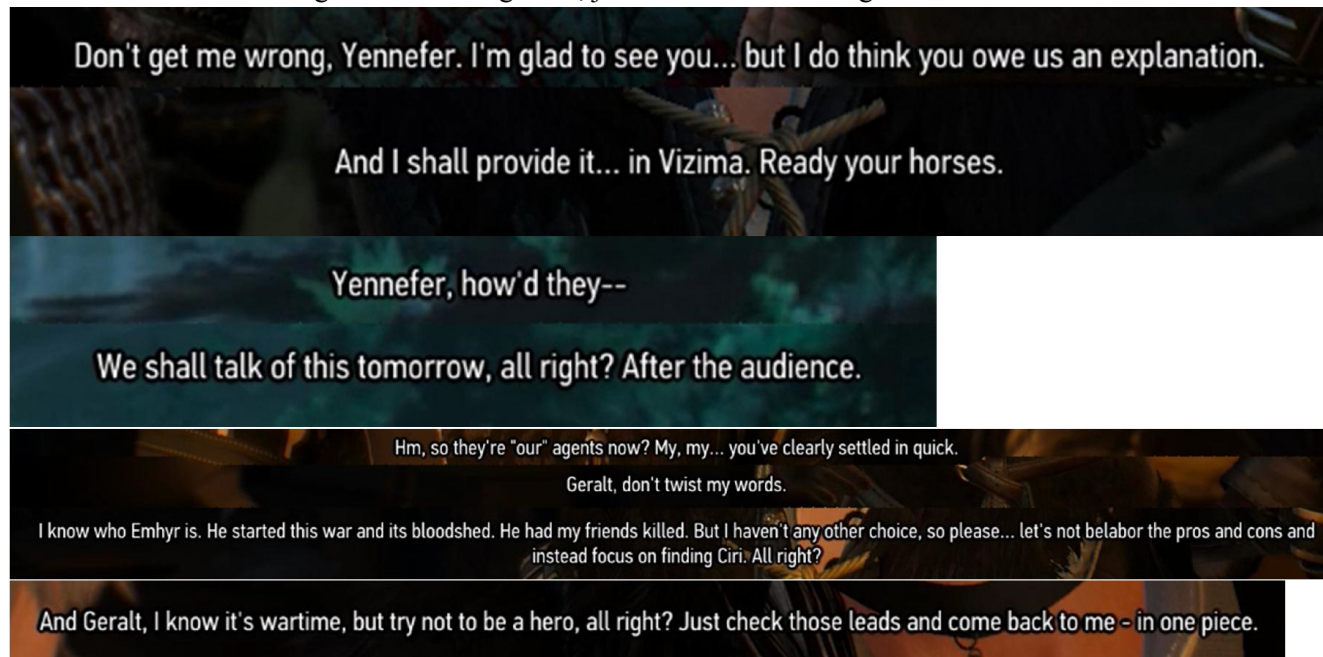 Don't get me wrong, Yennefer. I'm glad to see you... but I do think you owe us an explanation.
And I shall provide it... in Vizima. Ready your horses.
Yennefer, how'd they--
We shall talk of this tomorrow, all right? After the audience.
Hm, so they're "our" agents now? My, my... you've clearly settled in quick.
Geralt, don't twist my words.
I know who Emhyr is. He started this war and its bloodshed. He had my friends killed. But I haven't any other choice, so please... let's not belabor the pros and cons and
instead focus on finding Ciri. All right?
And Geralt, I know it's wartime, but try not to be a hero, all right? Just check those leads and come back to me - in one piece.